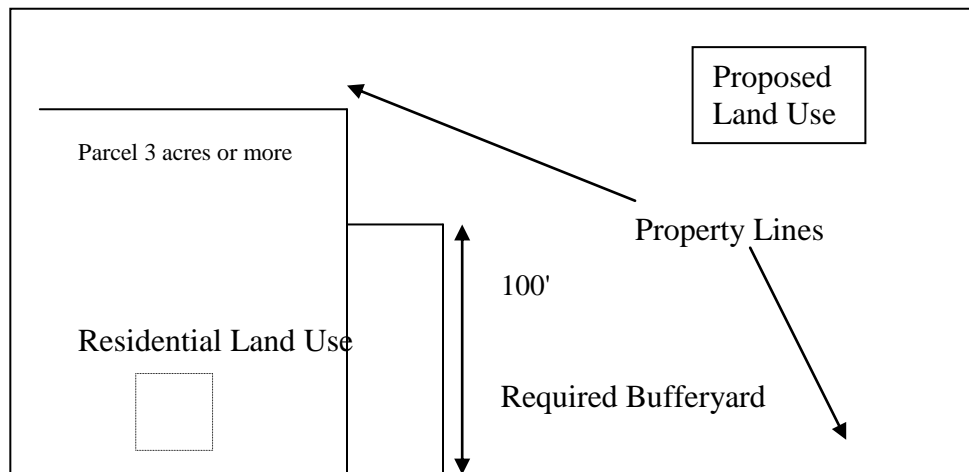 Proposed
Land Use
Parcel 3 acres or more
Property Lines
100'
Residential Land Use
Required Bufferyard